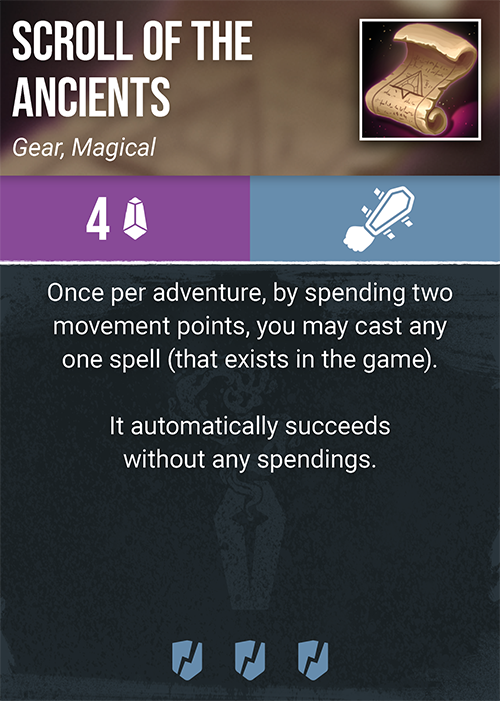 SCROLL OF THE
ANCIENTS
Gear, Magical
4
Once per adventure, by spending two
movement points, you may cast any
one spell (that exists in the game).
It automatically succeeds
without any spendings.